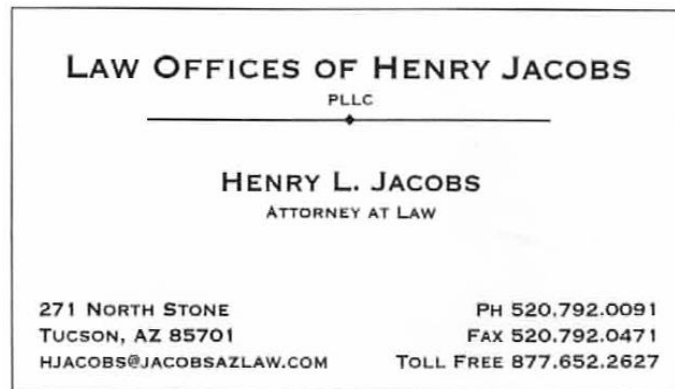 LAW OFFICES OF HENRY JACOBS
PLLC
HENRY L. JACOBS
ATTORNEY AT LAW
271 NORTH STONE
TUCSON, AZ 85701
HJACOBS@JACOBSAZLAW.COM
PH 520.792.0091
FAX 520.792.0471
TOLL FREE 877.652.2627